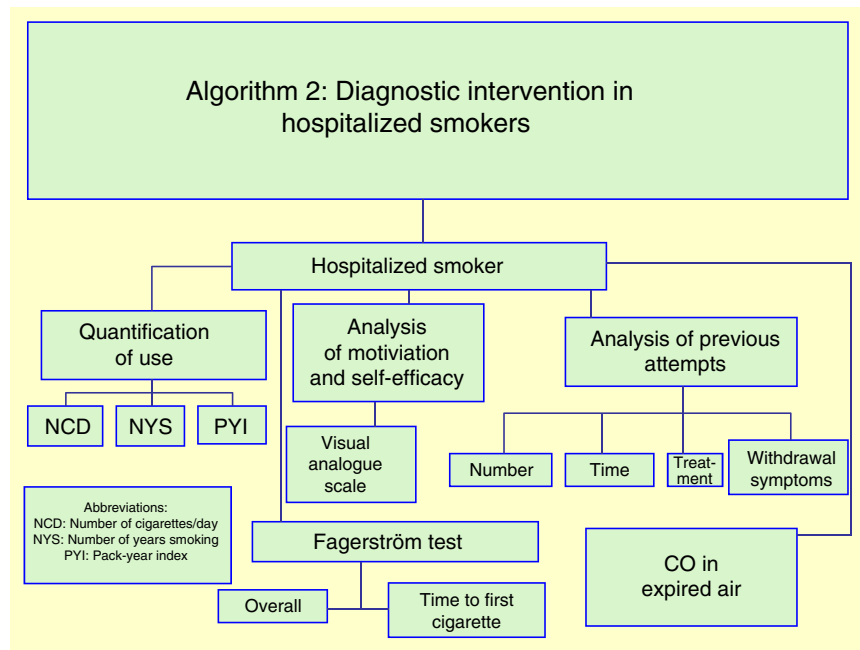 Algorithm 2: Diagnostic intervention in
hospitalized smokers
Hospitalized smoker
Quantification
of use
Analysis
of motiviation
and self-efficacy
Analysis of previous
attempts
NCD
NYS
PYI
Visual
analogue
scale
Number
Time
Treat-
ment
Withdrawal
symptoms
Abbreviations:
NCD: Number of cigarettes/day
NYS: Number of years smoking
PYI: Pack-year index
Fagerström test
CO in
expired air
Overall
Time to first
cigarette